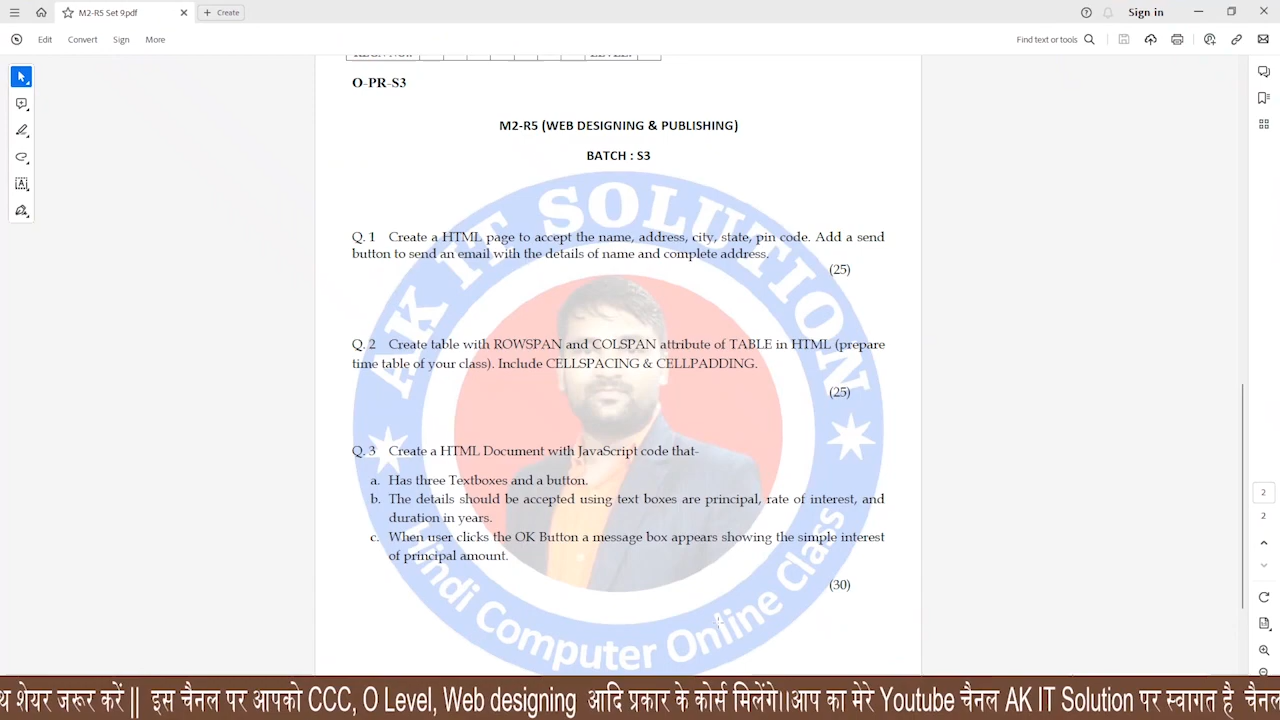 M2-R5 Set 9.pdf
Create
Sign in
Edit Convert Sign More
Find text or tools
O-PR-S3
M2-R5 (WEB DESIGNING & PUBLISHING)
BATCH : S3
AK IT SOLUTION
Q. 1 Create a HTML page to accept the name, address, city, state, pin code. Add a send
button to send an email with the details of name and complete address.
(25)
Q. 2 Create table with ROWSPAN and COLSPAN attribute of TABLE in HTML (prepare
time table of your class). Include CELLSPACING & CELLPADDING.
(25)
Q. 3 Create a HTML Document with JavaScript code that-
a. Has three Textboxes and a button.
b. The details should be accepted using text boxes are principal, rate of interest, and
duration in years.
c. When user clicks the OK Button a message box appears showing the simple interest
of principal amount.
(30)
Hindi Computer Online Class
2
2
शेयर जरूर करें || इस चैनल पर आपको CCC, O Level, Web designing आदि प्रकार के कोर्स मिलेंगे।।आप का मेरे Youtube चैनल AK IT Solution पर स्वागत है